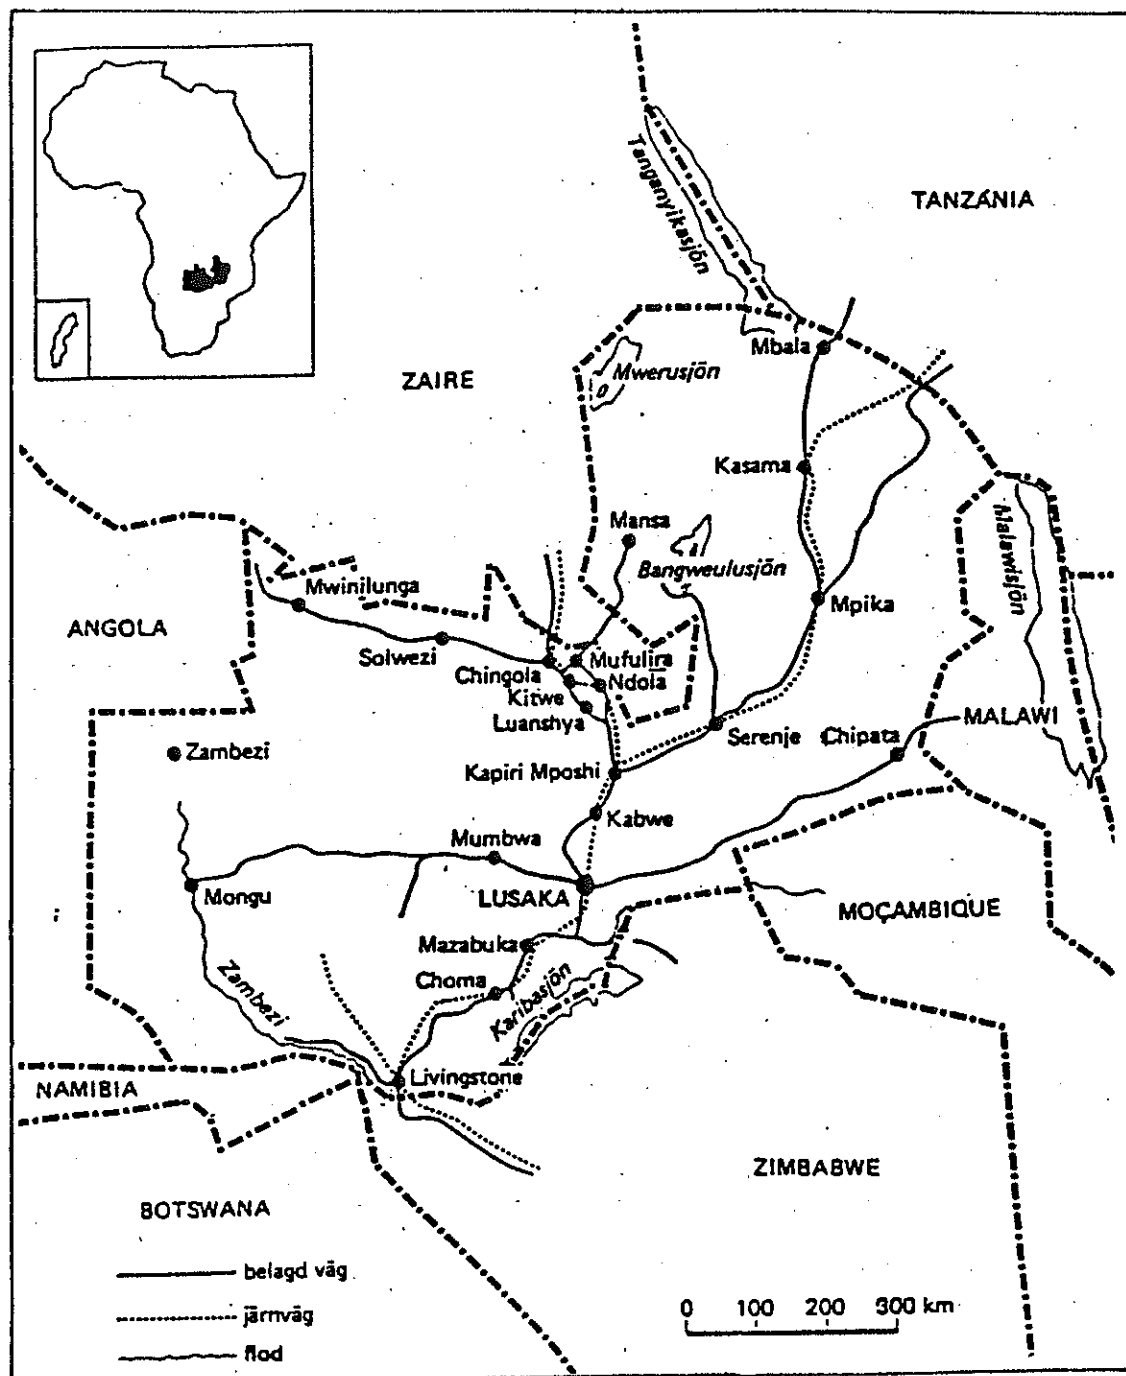 TANZANIA
Tanganyikasjön
Mbala
ZAIRE
Mwerusjön
Kasama
Malawisjön
Mansa
Bangweulusjön
Mwinilunga
Mpika
ANGOLA
Solwezi
Mufulira
Chingola
Ndola
Kitwe
Luanshya
MALAWI
Serenje
Chipata
Zambezi
Kapiri Mposhi
Kabwe
Mumbwa
LUSAKA
Mongu
MOÇAMBIQUE
Mazabuka
Choma
Karibasjön
Zambezi
Livingstone
NAMIBIA
ZIMBABWE
BOTSWANA
belagd väg
järnväg
flod
0 100 200 300 km